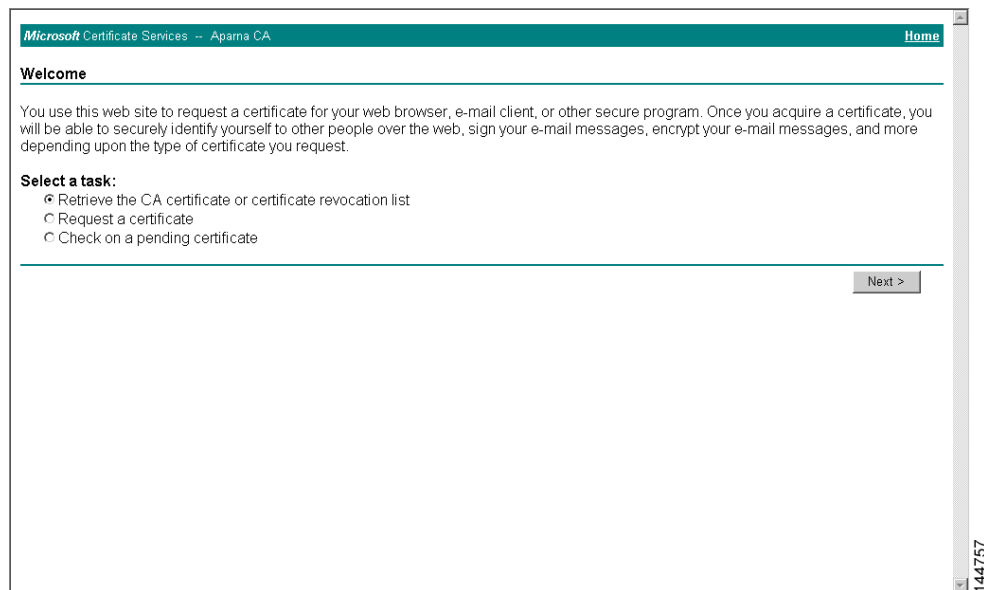 Microsoft Certificate Services -- Aparna CA Home
Welcome
You use this web site to request a certificate for your web browser, e-mail client, or other secure program. Once you acquire a certificate, you
will be able to securely identify yourself to other people over the web, sign your e-mail messages, encrypt your e-mail messages, and more
depending upon the type of certificate you request.
Select a task:
Retrieve the CA certificate or certificate revocation list
Request a certificate
Check on a pending certificate
Next >
144757